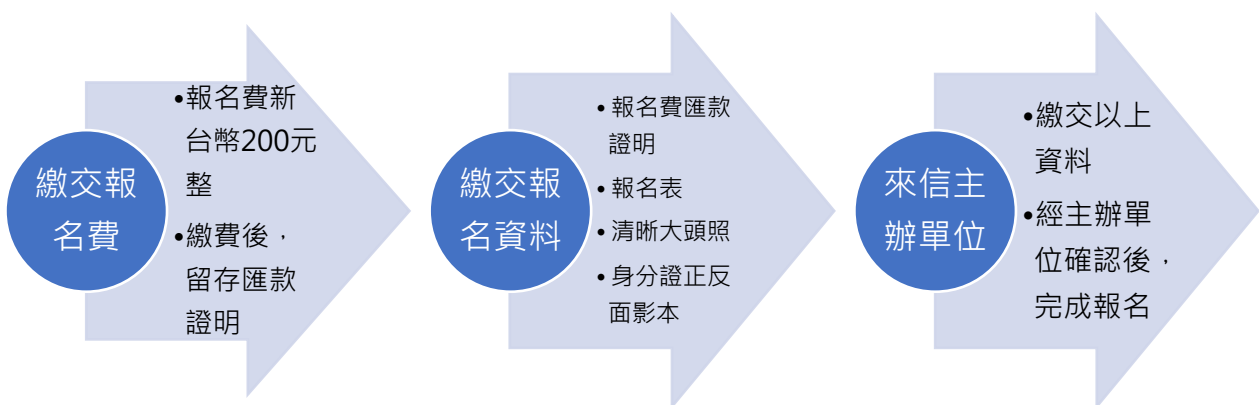 繳交報
名費
•報名費新
台幣200元
整
•繳費後，
留存匯款
證明
繳交報
名資料
•報名費匯款
證明
•報名表
•清晰大頭照
•身分證正反
面影本
來信主
辦單位
•繳交以上
資料
•經主辦單
位確認後，
完成報名